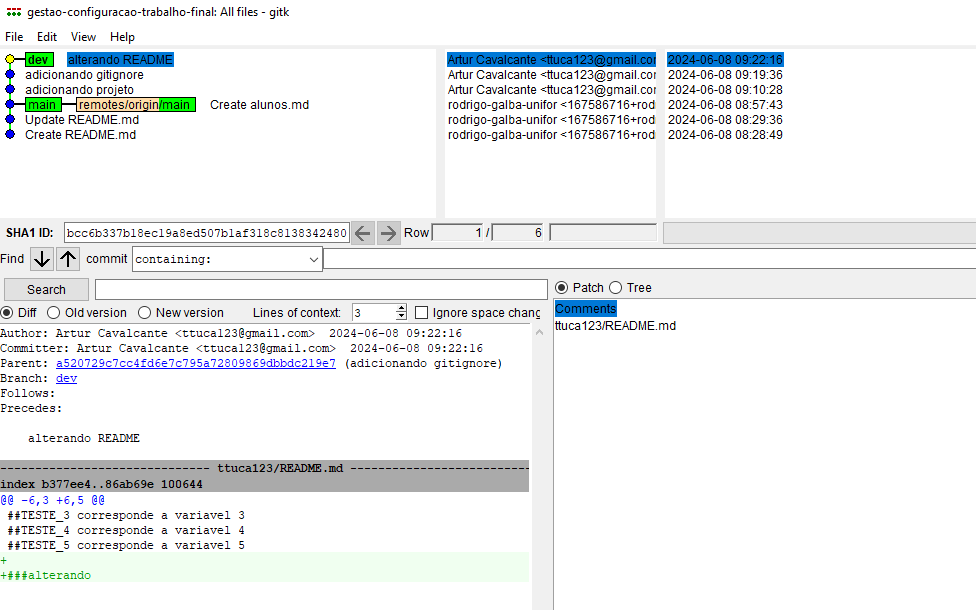 gestao-configuracao-trabalho-final: All files - gitk
File Edit View Help
dev alterando README Artur Cavalcante <ttuca123@gmail.cor 2024-06-08 09:22:16
adicionando gitignore Artur Cavalcante <ttuca123@gmail.cor 2024-06-08 09:19:36
adicionando projeto Artur Cavalcante <ttuca123@gmail.cor 2024-06-08 09:10:28
main remotes/origin/main Create alunos.md rodrigo-galba-unifor <167586716+rod 2024-06-08 08:57:43
Update README.md rodrigo-galba-unifor <167586716+rod 2024-06-08 08:29:36
Create README.md rodrigo-galba-unifor <167586716+rod 2024-06-08 08:28:49
SHA1 ID: bcc6b337b18ec19a8ed507b1af318c8138342480 Row 1 / 6
Find commit containing:
Search
Diff Old version New version Lines of context: 3 Ignore space chang
Patch Tree
Comments
ttuca123/README.md
Author: Artur Cavalcante <ttuca123@gmail.com> 2024-06-08 09:22:16
Committer: Artur Cavalcante <ttuca123@gmail.com> 2024-06-08 09:22:16
Parent: a520729c7cc4fd6e7c795a72809869dbbdc219e7 (adicionando gitignore)
Branch: dev
Follows:
Precedes:
alterando README
------------------------------ ttuca123/README.md --------------------------
index b377ee4..86ab69e 100644
@@ -6,3 +6,5 @@
##TESTE_3 corresponde a variavel 3
##TESTE_4 corresponde a variavel 4
##TESTE_5 corresponde a variavel 5
+
+###alterando